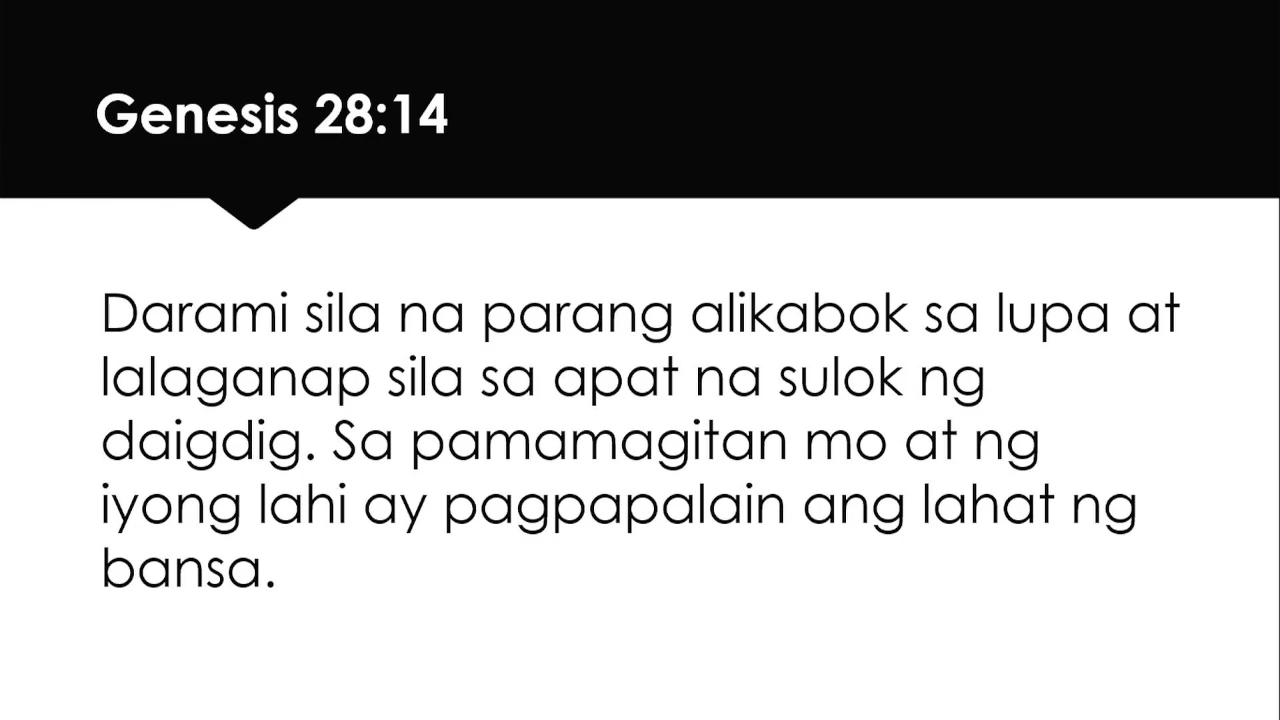 Genesis 28:14
Darami sila na parang alikabok sa lupa at
lalaganap sila sa apat na sulok ng
daigdig. Sa pamamagitan mo at ng
iyong lahi ay pagpapalain ang lahat ng
bansa.